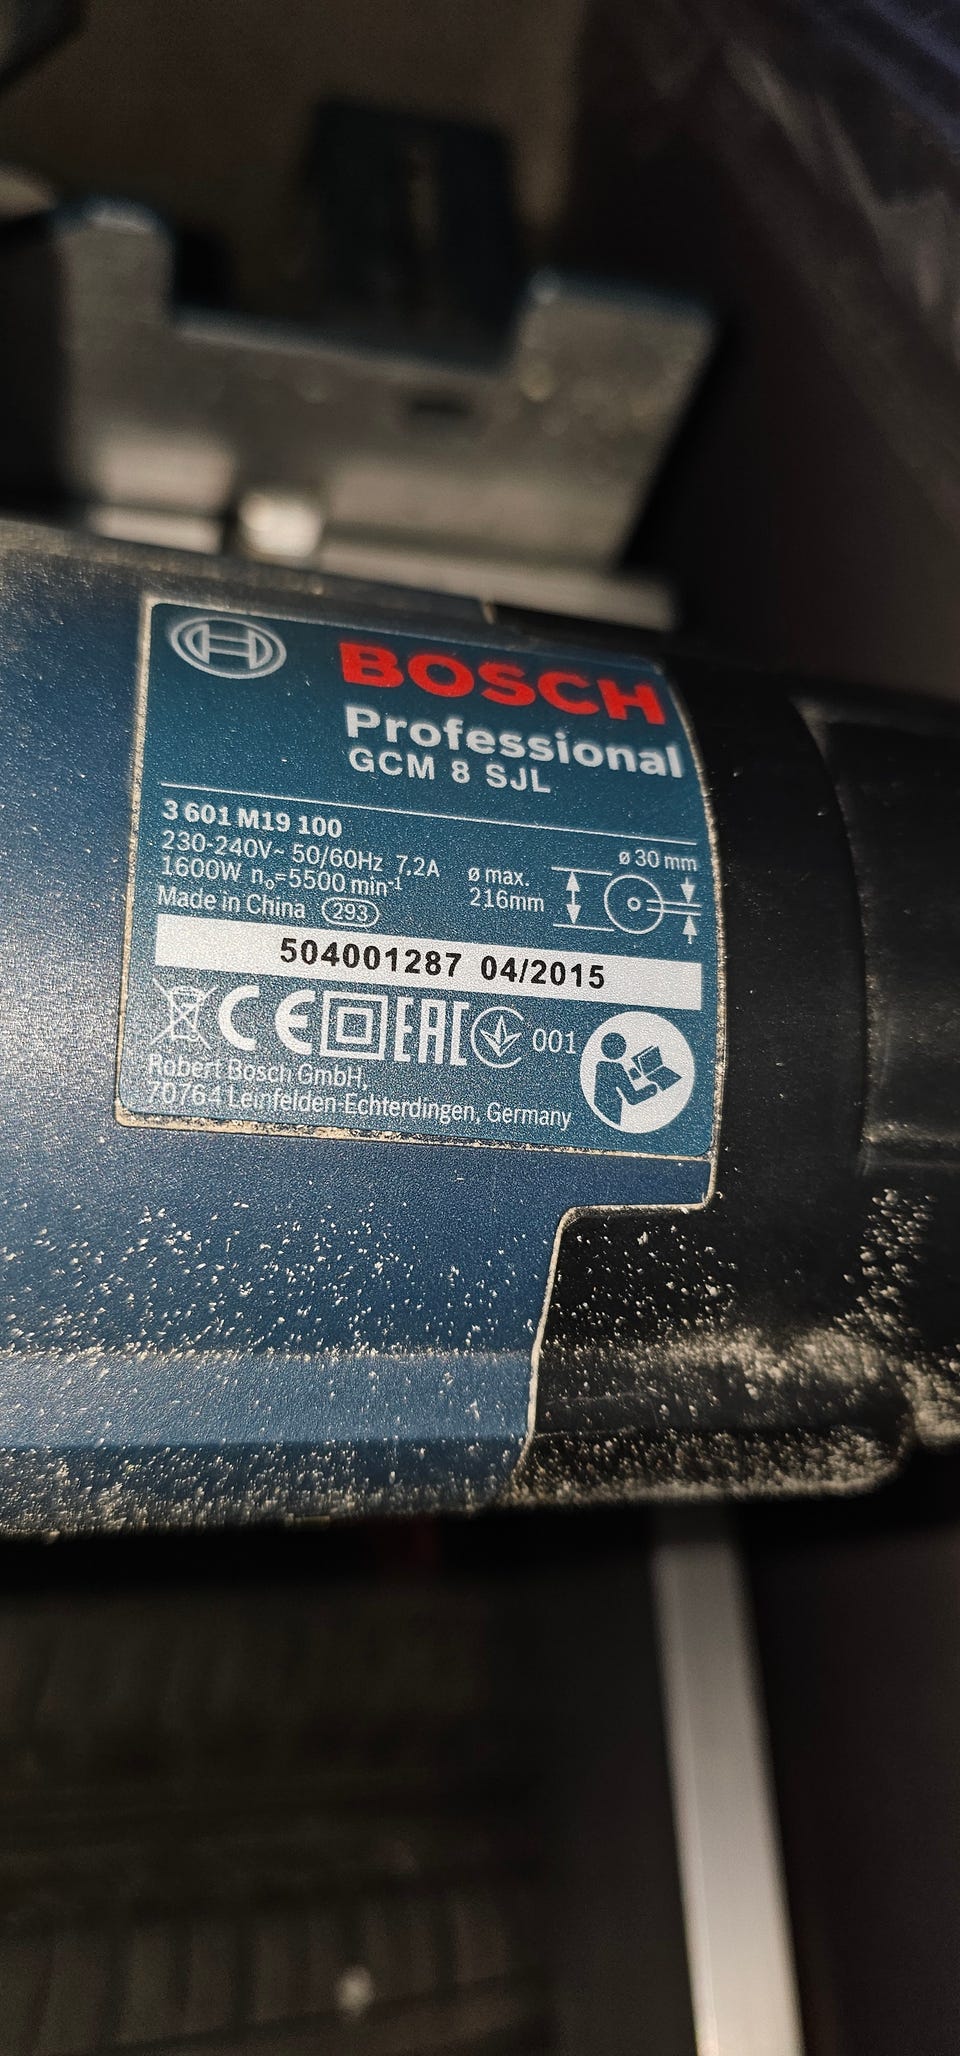 BOSCH
Professional
GCM 8 SJL
3 601 M19 100
230-240V~ 50/60Hz 7.2A
1600W n₀=5500 min⁻¹
Made in China 293
ø max.
216mm
ø 30 mm
504001287 04/2015
CE EAC 001
Robert Bosch GmbH,
70764 Leinfelden-Echterdingen, Germany